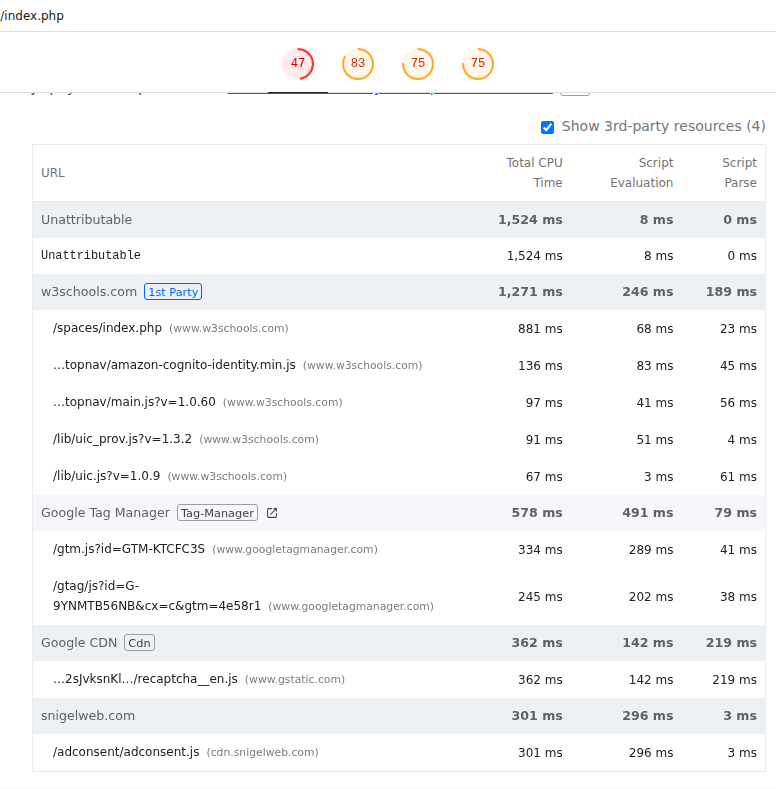 /index.php
47 83 75 75
Show 3rd-party resources (4)
URL Total CPU Time Script Evaluation Script Parse
Unattributable 1,524 ms 8 ms 0 ms
Unattributable 1,524 ms 8 ms 0 ms
w3schools.com 1st Party 1,271 ms 246 ms 189 ms
/spaces/index.php (www.w3schools.com) 881 ms 68 ms 23 ms
…topnav/amazon-cognito-identity.min.js (www.w3schools.com) 136 ms 83 ms 45 ms
…topnav/main.js?v=1.0.60 (www.w3schools.com) 97 ms 41 ms 56 ms
/lib/uic_prov.js?v=1.3.2 (www.w3schools.com) 91 ms 51 ms 4 ms
/lib/uic.js?v=1.0.9 (www.w3schools.com) 67 ms 3 ms 61 ms
Google Tag Manager Tag-Manager 578 ms 491 ms 79 ms
/gtm.js?id=GTM-KTCFC3S (www.googletagmanager.com) 334 ms 289 ms 41 ms
/gtag/js?id=G-
9YNMTB56NB&cx=c&gtm=4e58r1 (www.googletagmanager.com) 245 ms 202 ms 38 ms
Google CDN Cdn 362 ms 142 ms 219 ms
…2sJvksnKl…/recaptcha__en.js (www.gstatic.com) 362 ms 142 ms 219 ms
snigelweb.com 301 ms 296 ms 3 ms
/adconsent/adconsent.js (cdn.snigelweb.com) 301 ms 296 ms 3 ms